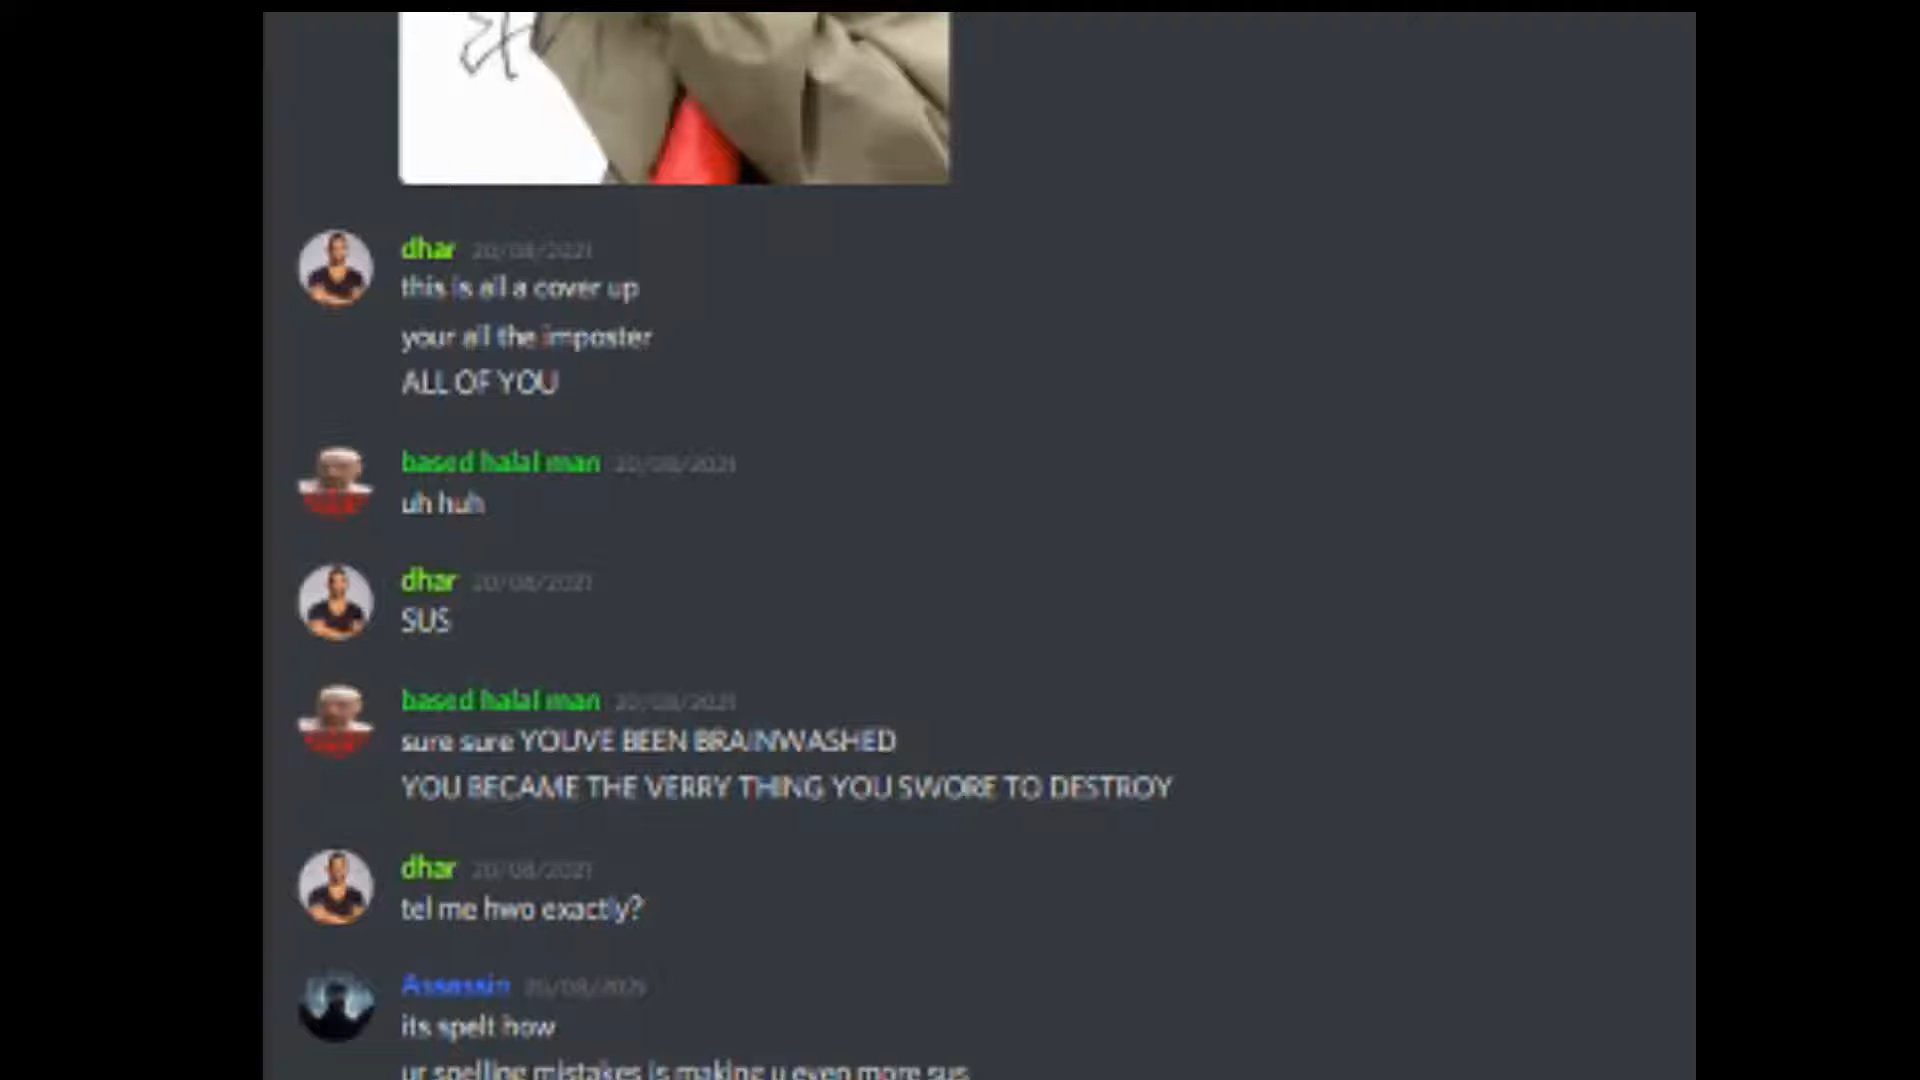 dhar 20/08/2021
this is all a cover up
your all the imposter
ALL OF YOU
based halal man 20/08/2021
uh huh
dhar 20/08/2021
SUS
based halal man 20/08/2021
sure sure YOUVE BEEN BRAINWASHED
YOU BECAME THE VERRY THING YOU SWORE TO DESTROY
dhar 20/08/2021
tel me hwo exactly?
Assassin 20/08/2021
its spelt how
ur spelling mistakes is making u even more sus